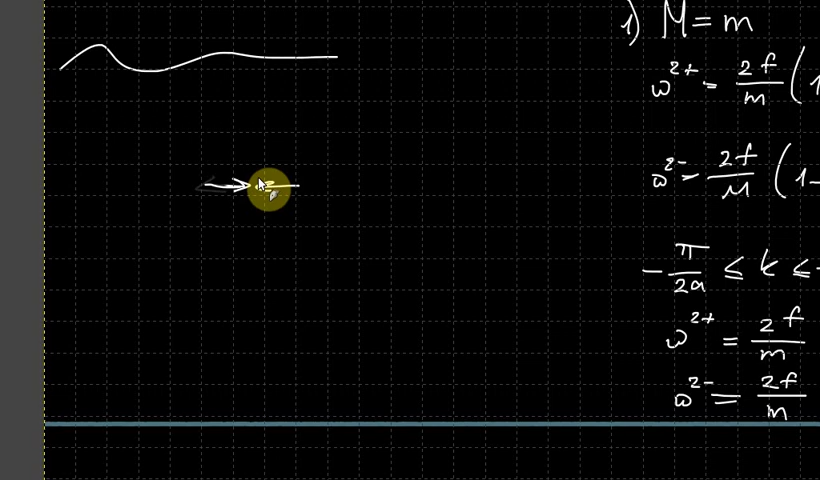 1) M = m
ω²⁺ = 2f/m (1
ω²⁻ = 2f/M (1-
- π/2a ≤ k ≤
ω²⁺ = 2f/m
ω²⁻ = 2f/m